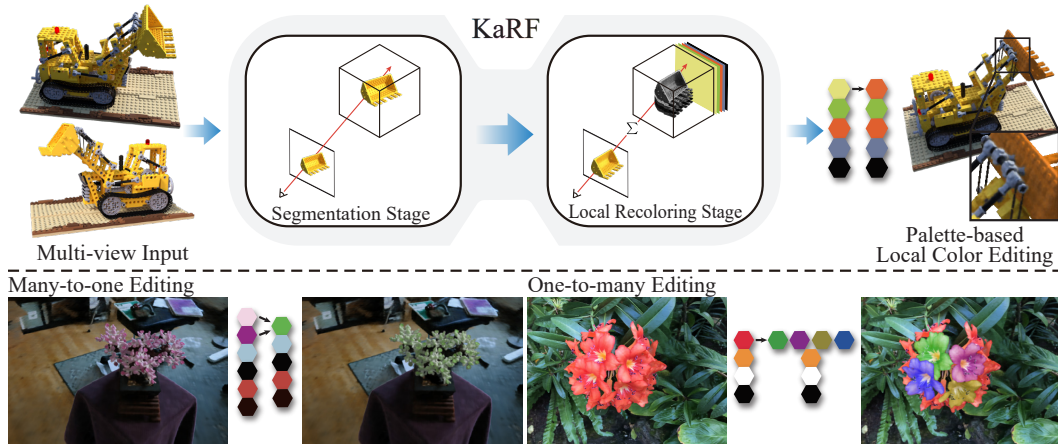 KaRF
Segmentation Stage
Σ
Local Recoloring Stage
Multi-view Input
Palette-based
Local Color Editing
Many-to-one Editing
One-to-many Editing